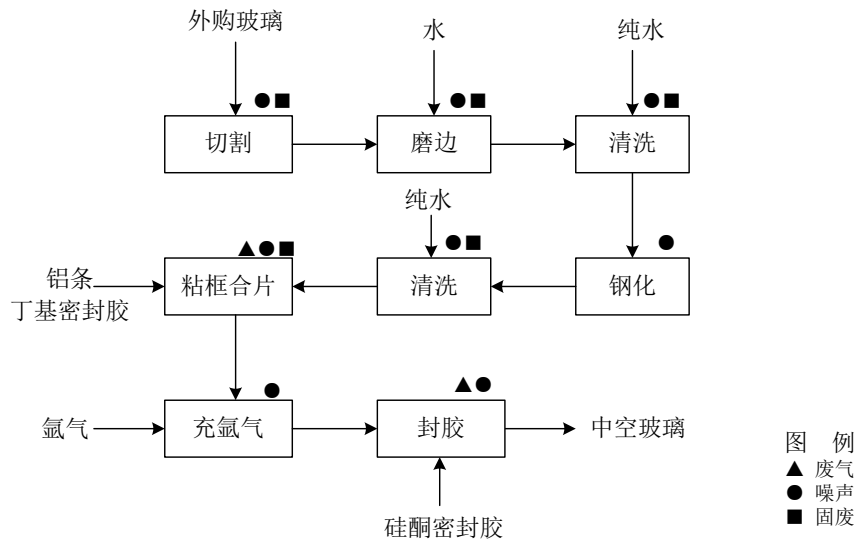 外购玻璃
水
纯水
切割
磨边
清洗
纯水
铝条
丁基密封胶
粘框合片
清洗
钢化
氩气
充氩气
封胶
中空玻璃
硅酮密封胶
图 例
废气
噪声
固废